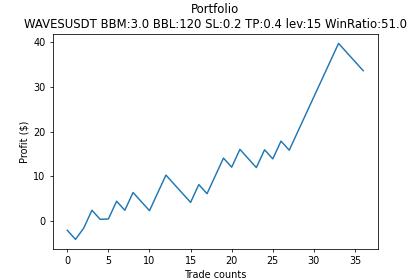 Portfolio
WAVESUSDT BBM:3.0 BBL:120 SL:0.2 TP:0.4 lev:15 WinRatio:51.0
40
30
20
10
0
Profit ($)
0 5 10 15 20 25 30 35
Trade counts